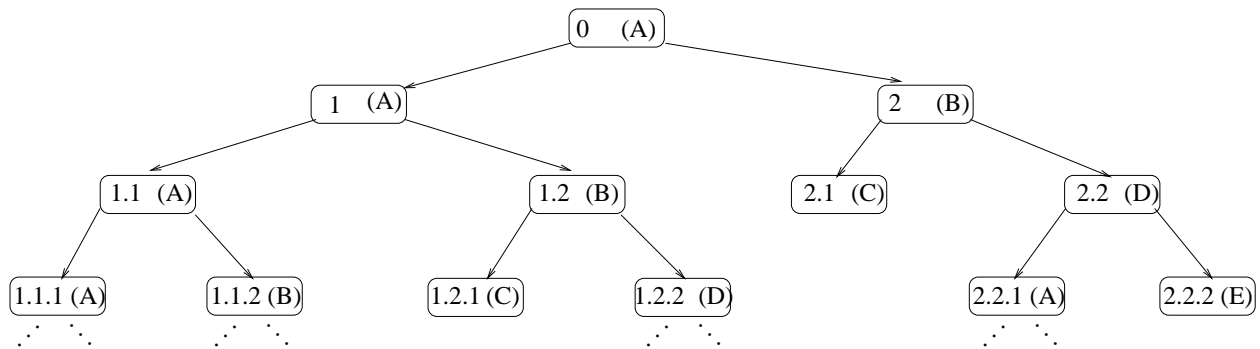 0 (A)
1 (A)
2 (B)
1.1 (A)
1.2 (B)
2.1 (C)
2.2 (D)
1.1.1 (A)
1.1.2 (B)
1.2.1 (C)
1.2.2 (D)
2.2.1 (A)
2.2.2 (E)